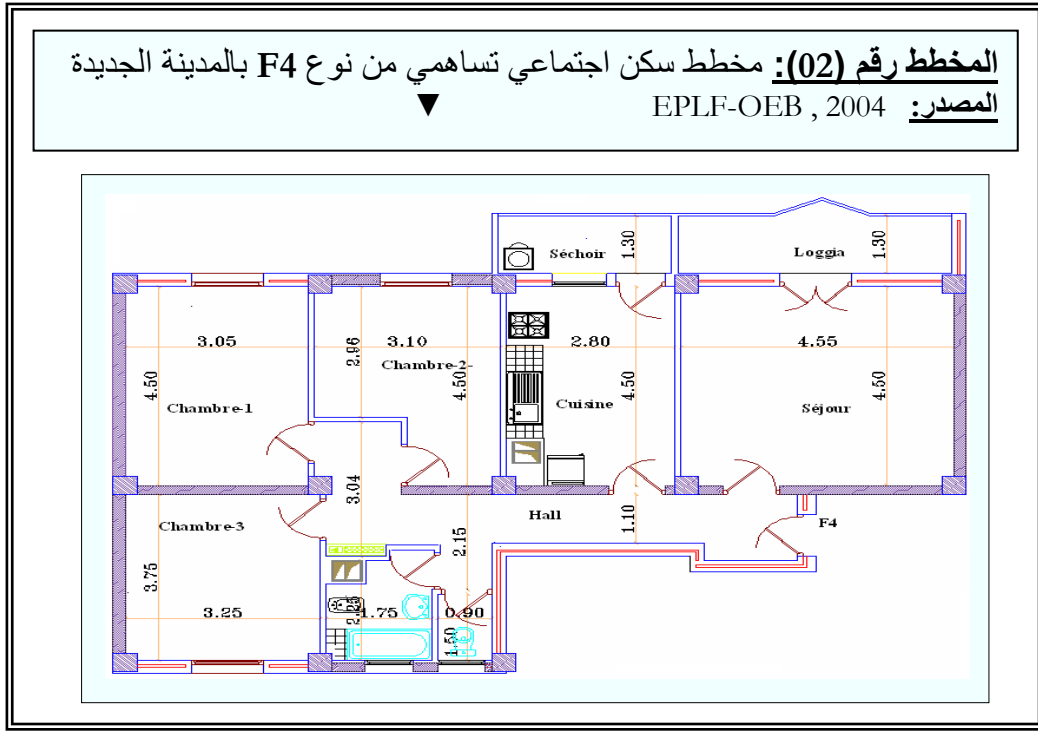 المخطط رقم (02): مخطط سكن اجتماعي تساهمي من نوع F4 بالمدينة الجديدة
المصدر: EPLF-OEB , 2004 ▼
Séchoir
1.30
Loggia
1.30
3.05
2.96
3.10
2.80
4.55
Chambre-2-
4.50
Chambre-1
4.50
Cuisine
4.50
Séjour
4.50
3.04
Hall
1.10
F4
Chambre-3
2.15
3.75
3.25
2.25
1.75
0.90
1.50